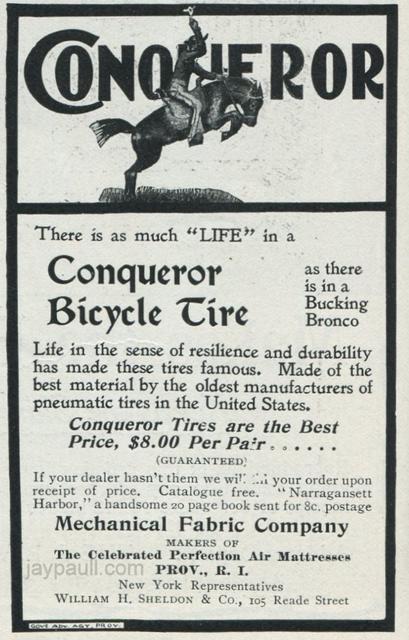 CONQUEROR
There is as much "LIFE" in a
Conqueror
Bicycle Tire
as there
is in a
Bucking
Bronco
Life in the sense of resilience and durability
has made these tires famous. Made of the
best material by the oldest manufacturers of
pneumatic tires in the United States.
Conqueror Tires are the Best
Price, $8.00 Per Pair......
(GUARANTEED)
If your dealer hasn't them we will fill your order upon
receipt of price. Catalogue free. "Narragansett
Harbor," a handsome 20 page book sent for 8c. postage
Mechanical Fabric Company
MAKERS OF
The Celebrated Perfection Air Mattresses
PROV., R. I.
jaypaull.com
New York Representatives
WILLIAM H. SHELDON & CO., 105 Reade Street
GOVT ADV. AGY. PROV.